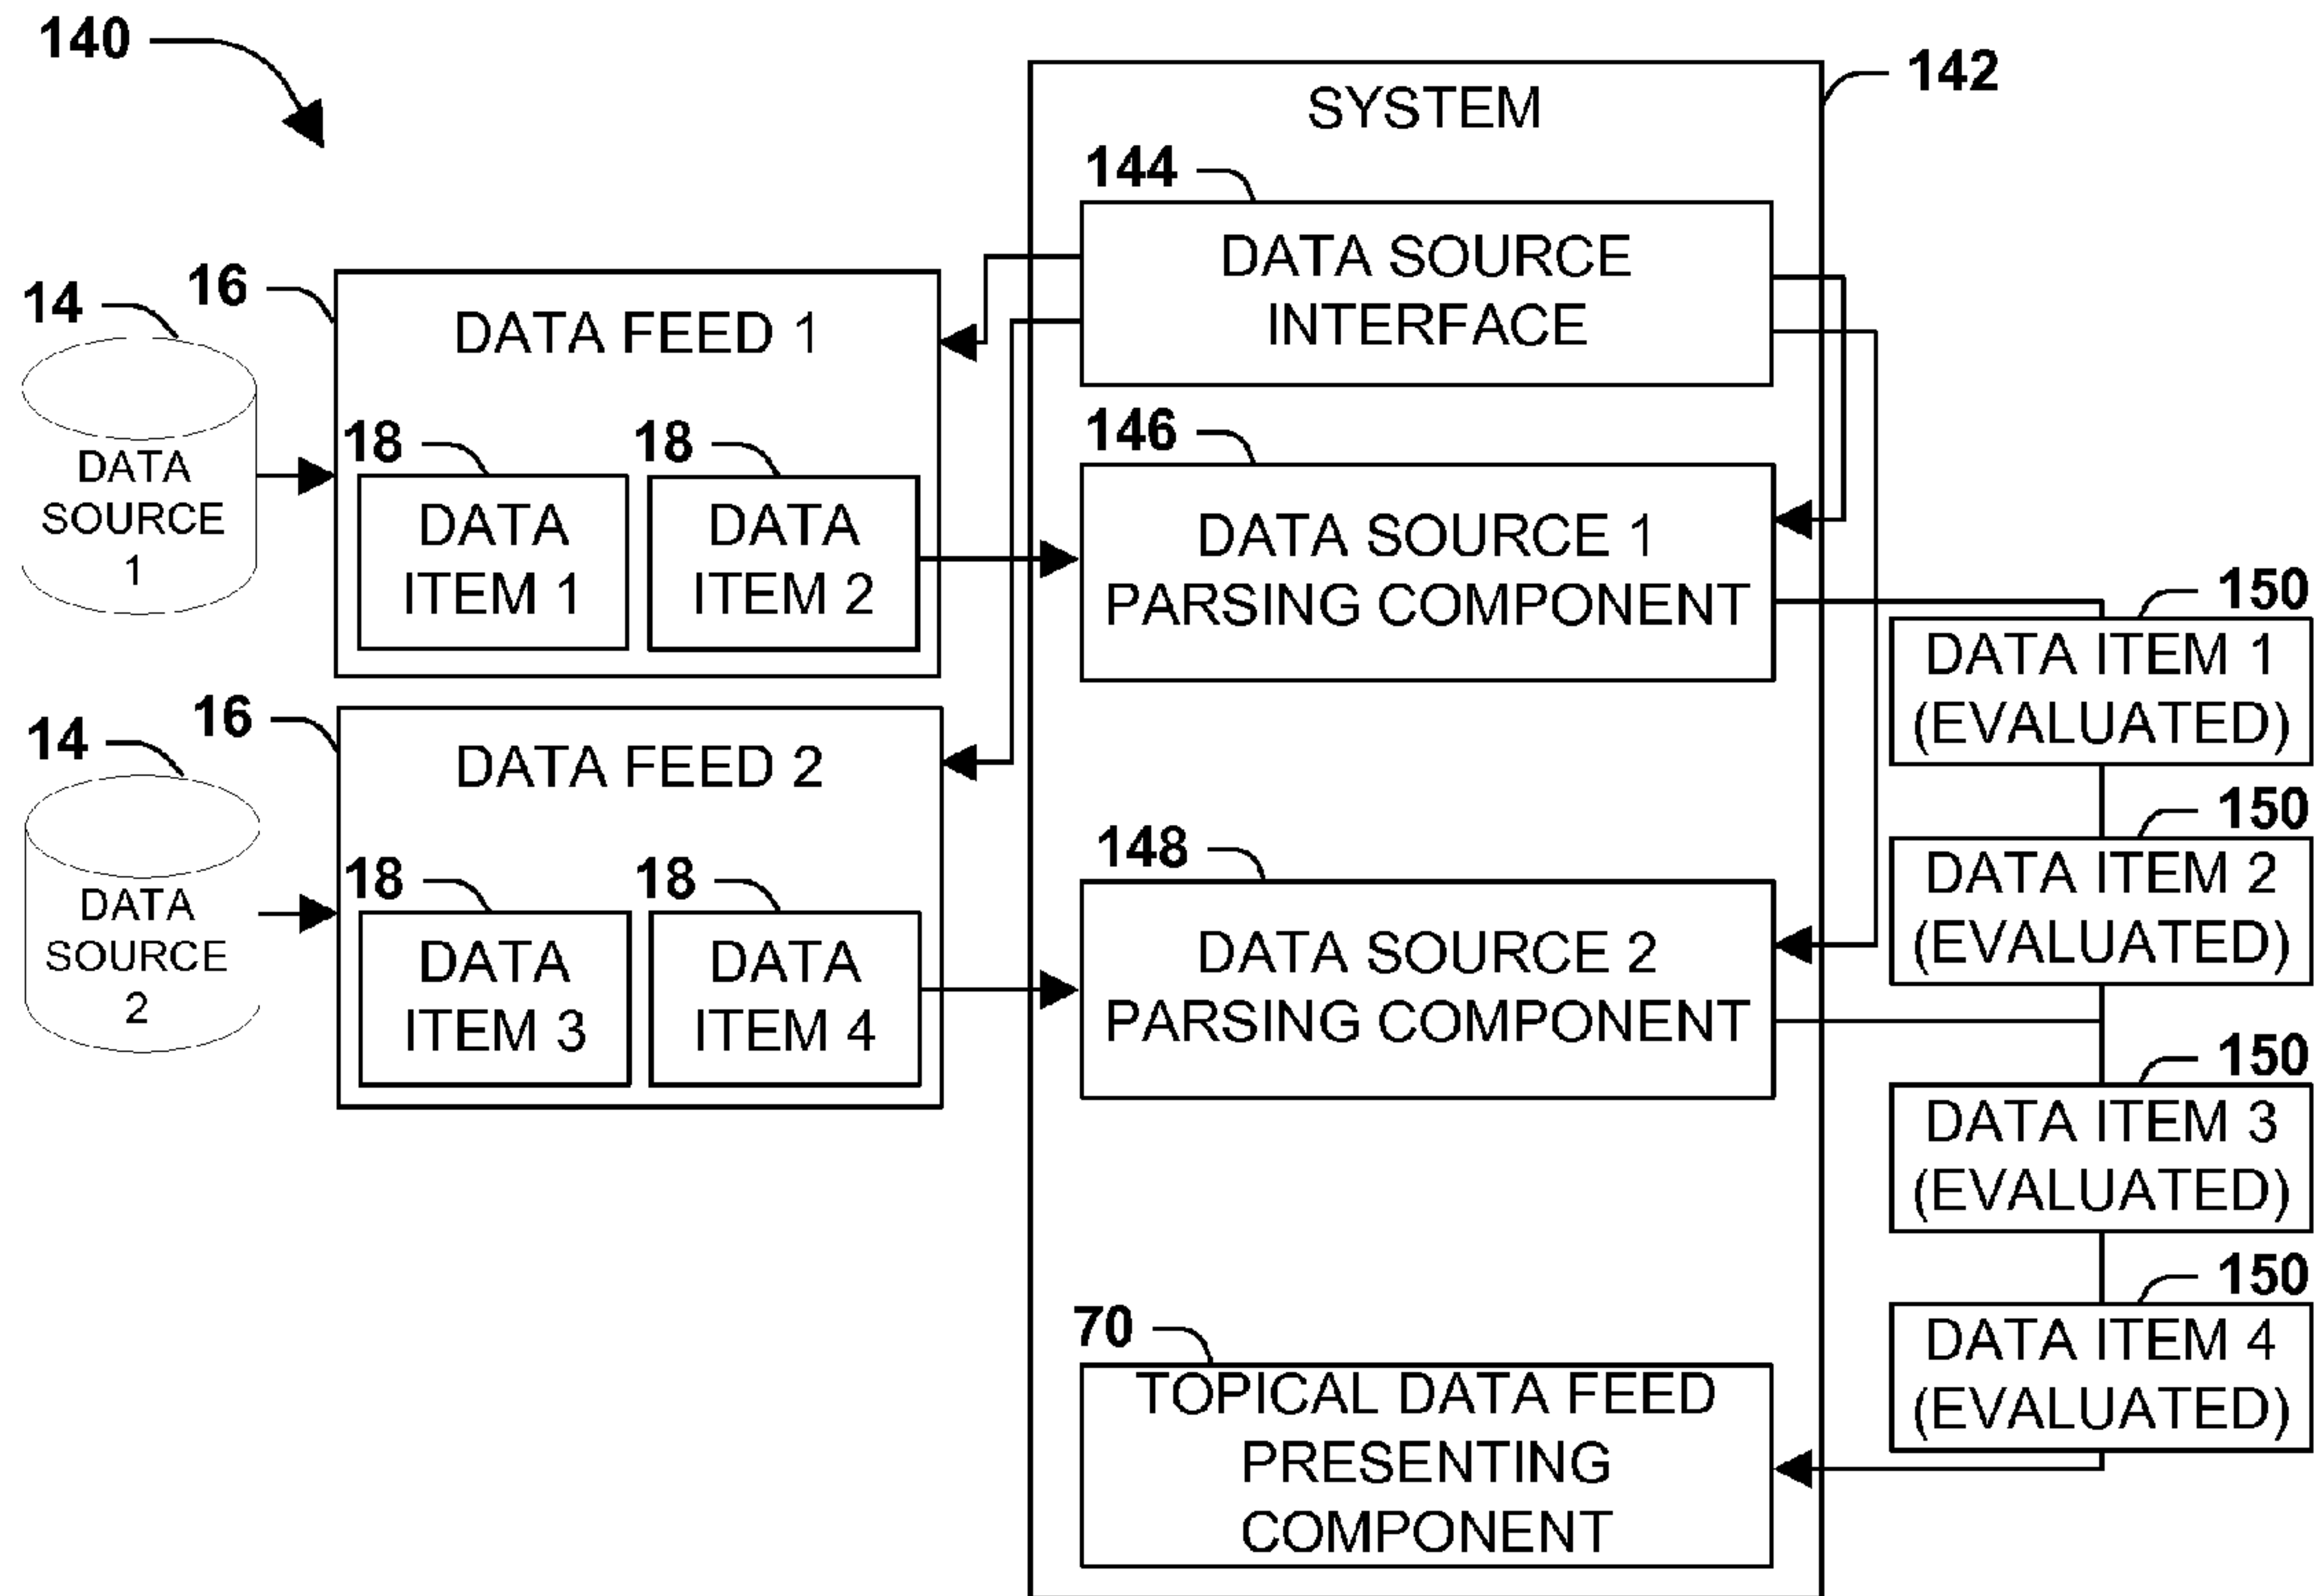 140
142
SYSTEM
144
DATA SOURCE
INTERFACE
14
16
DATA FEED 1
DATA
SOURCE
1
18
DATA
ITEM 1
18
DATA
ITEM 2
146
DATA SOURCE 1
PARSING COMPONENT
150
DATA ITEM 1
(EVALUATED)
14
16
DATA FEED 2
DATA
SOURCE
2
18
DATA
ITEM 3
18
DATA
ITEM 4
148
DATA SOURCE 2
PARSING COMPONENT
150
DATA ITEM 2
(EVALUATED)
150
DATA ITEM 3
(EVALUATED)
150
DATA ITEM 4
(EVALUATED)
70
TOPICAL DATA FEED
PRESENTING
COMPONENT